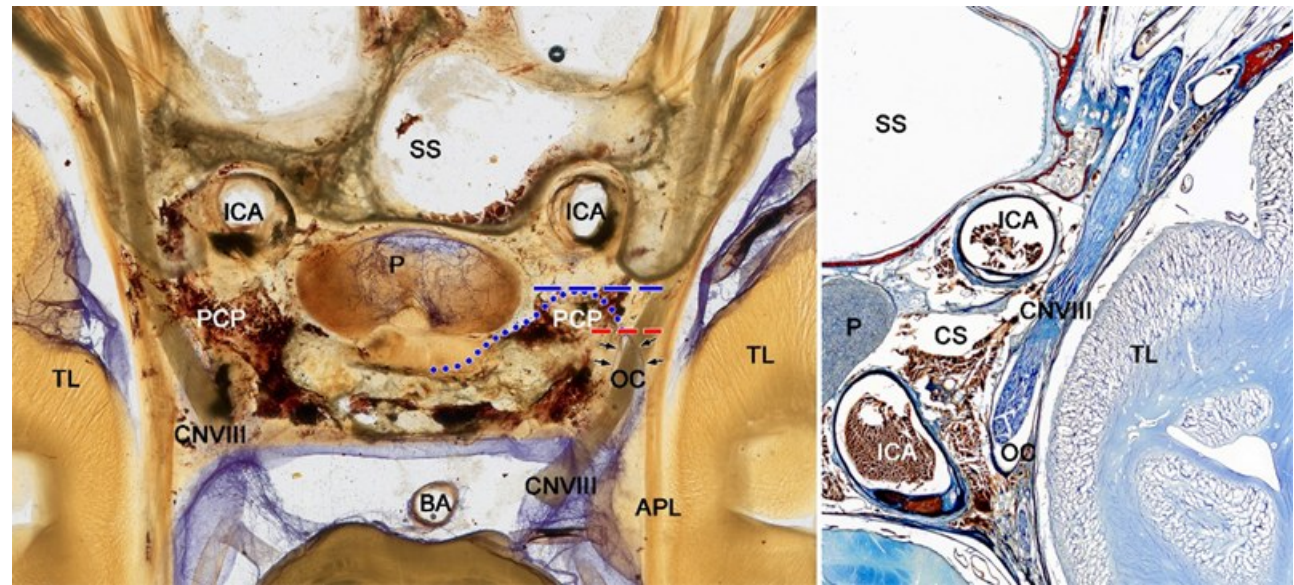 SS
ICA
ICA
P
PCP
PCP
TL
TL
OC
CNVIII
CNVIII
BA
APL
SS
ICA
CNVIII
P
CS
TL
ICA
OC